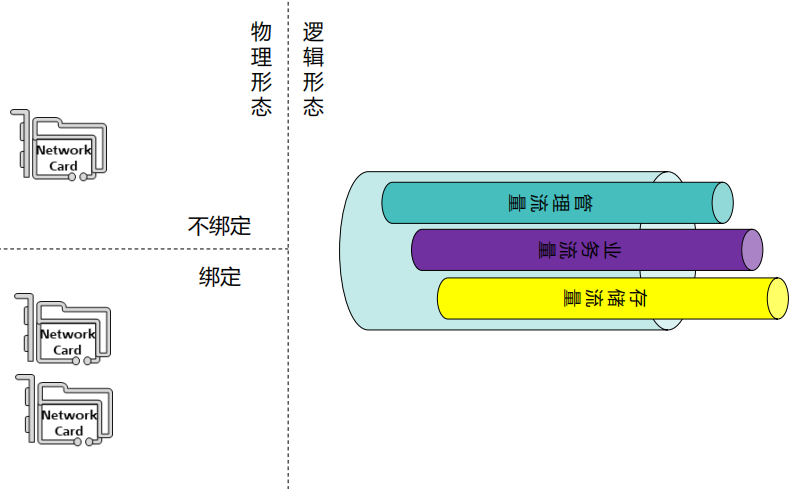 物理形态
逻辑形态
Network
Card
不绑定
管理流量
业务流量
存储流量
绑定
Network
Card
Network
Card